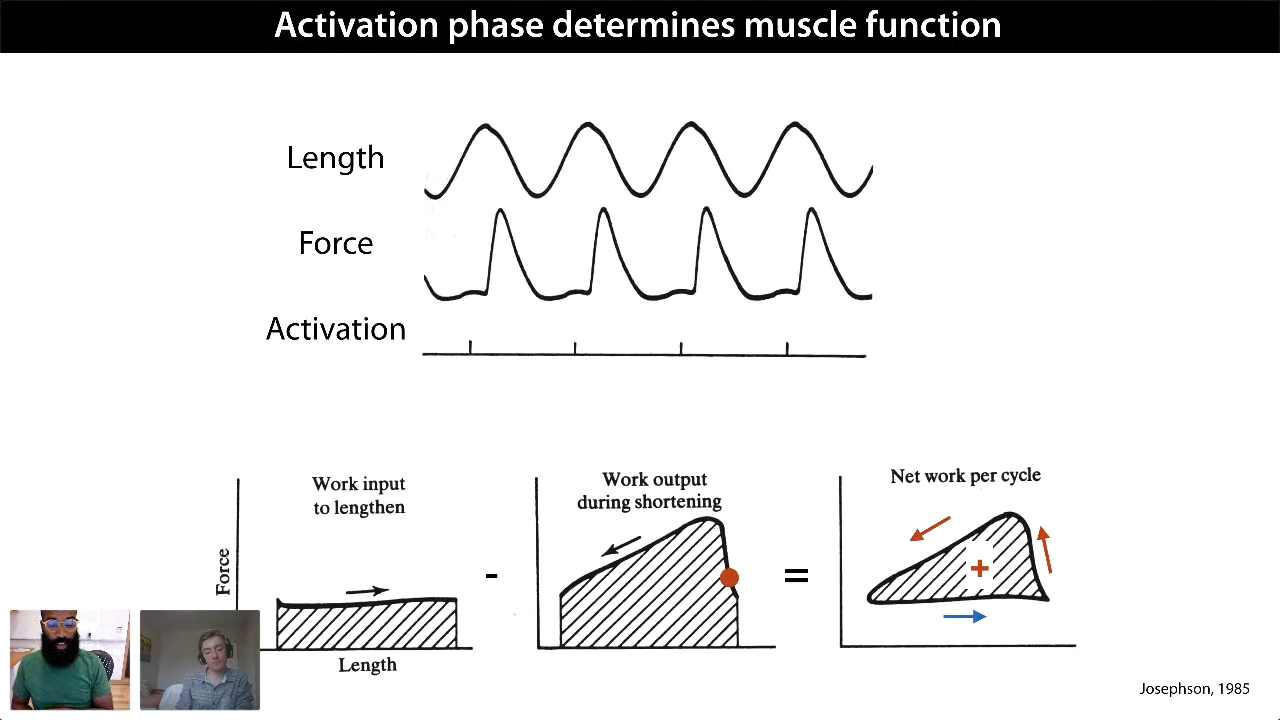 Activation phase determines muscle function
Length
Force
Activation
Work input
to lengthen
Work output
during shortening
Net work per cycle
Force
-
=
+
Length
Josephson, 1985